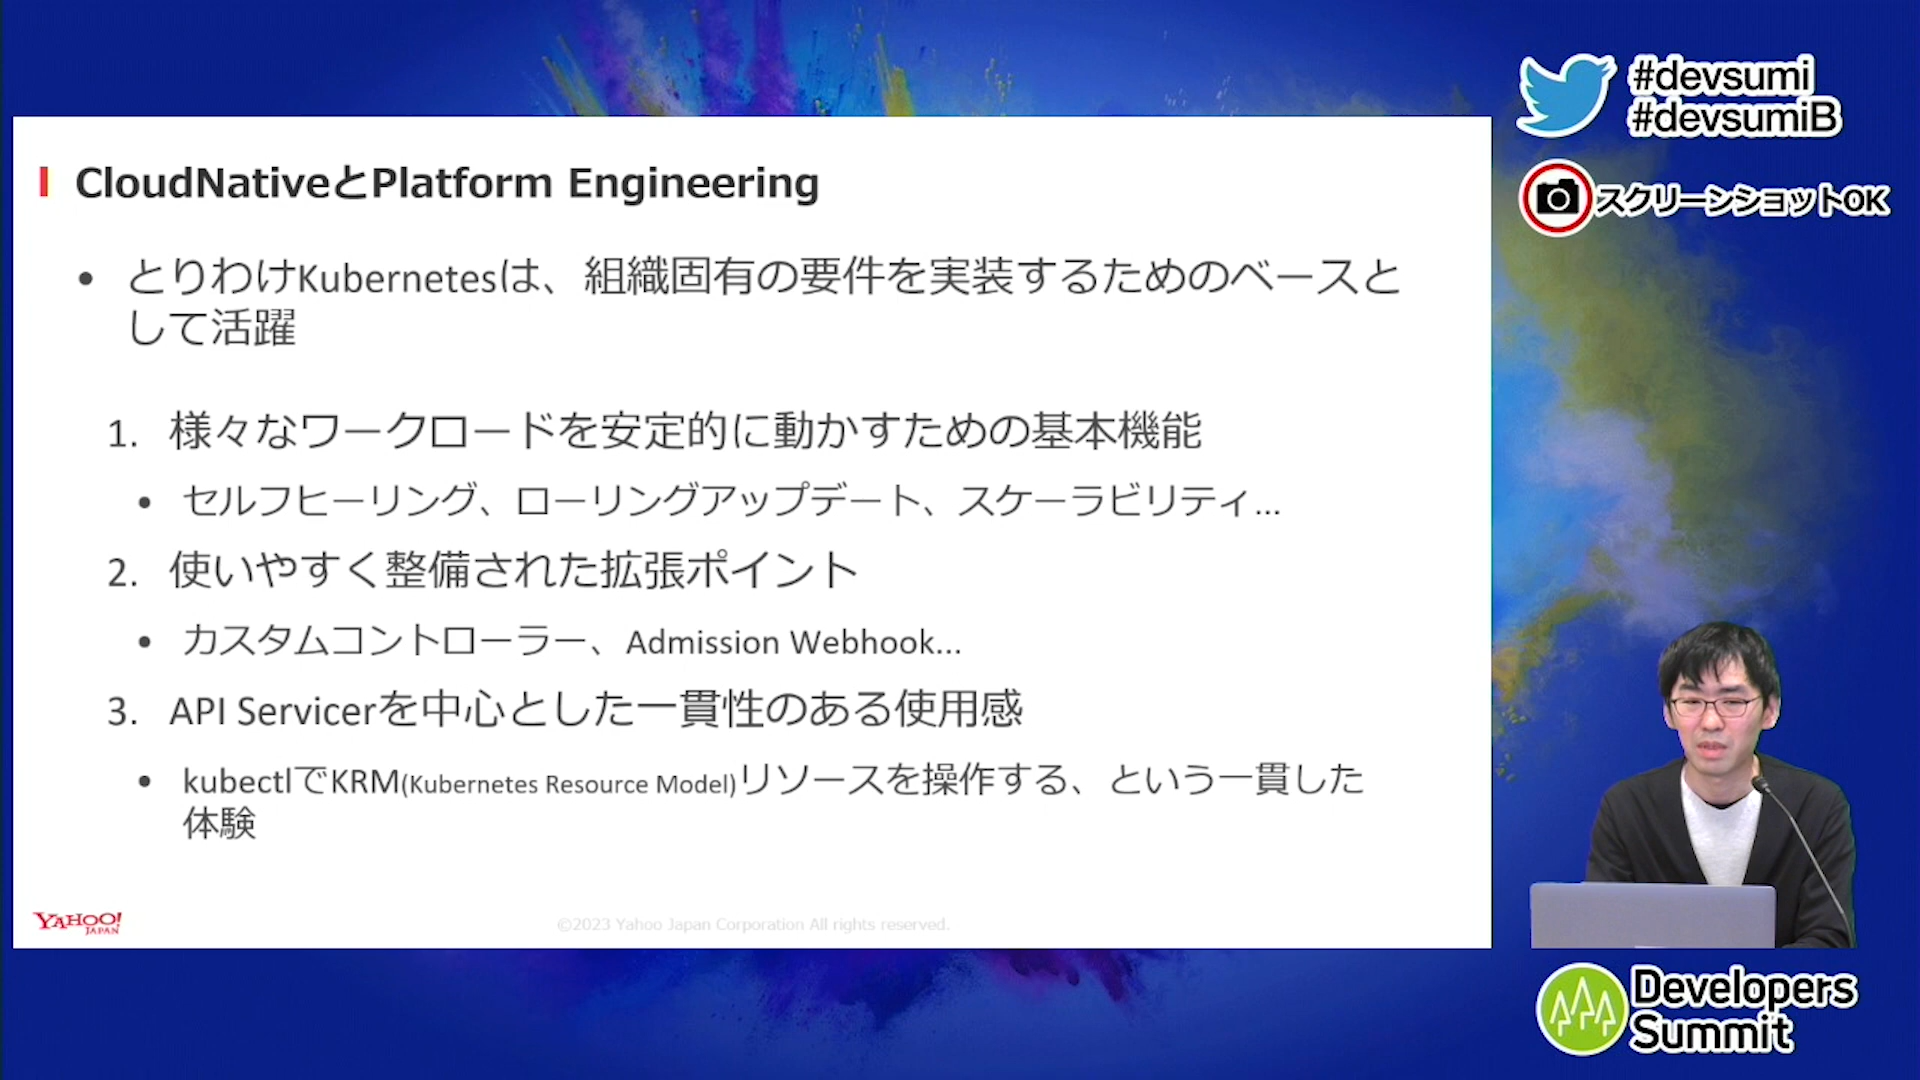 #devsumi
#devsumiB
スクリーンショットOK
CloudNativeとPlatform Engineering
• とりわけKubernetesは、組織固有の要件を実装するためのベースと
して活躍
1. 様々なワークロードを安定的に動かすための基本機能
• セルフヒーリング、ローリングアップデート、スケーラビリティ...
2. 使いやすく整備された拡張ポイント
• カスタムコントローラー、Admission Webhook...
3. API Servicerを中心とした一貫性のある使用感
• kubectlでKRM(Kubernetes Resource Model)リソースを操作する、という一貫した
体験
YAHOO!
JAPAN
©2023 Yahoo Japan Corporation All rights reserved.
Developers
Summit